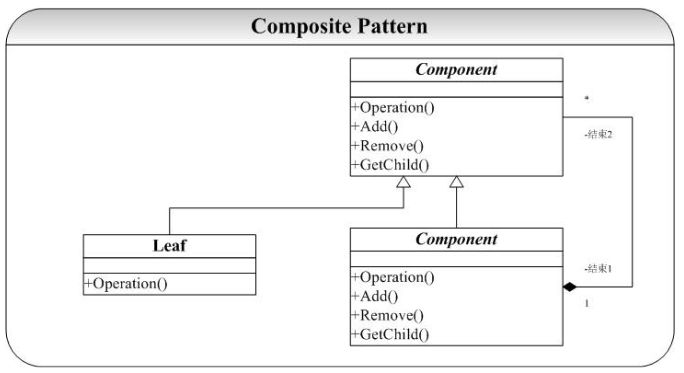 Composite Pattern
Component
+Operation()
+Add()
+Remove()
+GetChild()
*
-结束2
Leaf
+Operation()
Component
+Operation()
+Add()
+Remove()
+GetChild()
-结束1
1